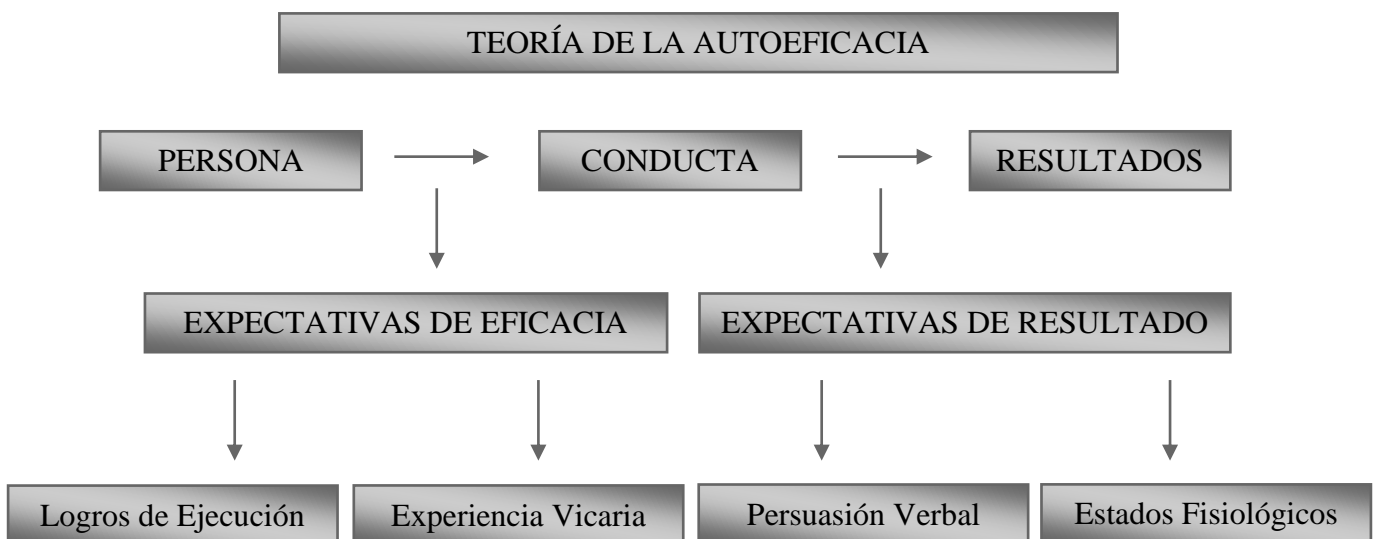 TEORÍA DE LA AUTOEFICACIA
PERSONA
CONDUCTA
RESULTADOS
EXPECTATIVAS DE EFICACIA
EXPECTATIVAS DE RESULTADO
Logros de Ejecución
Experiencia Vicaria
Persuasión Verbal
Estados Fisiológicos